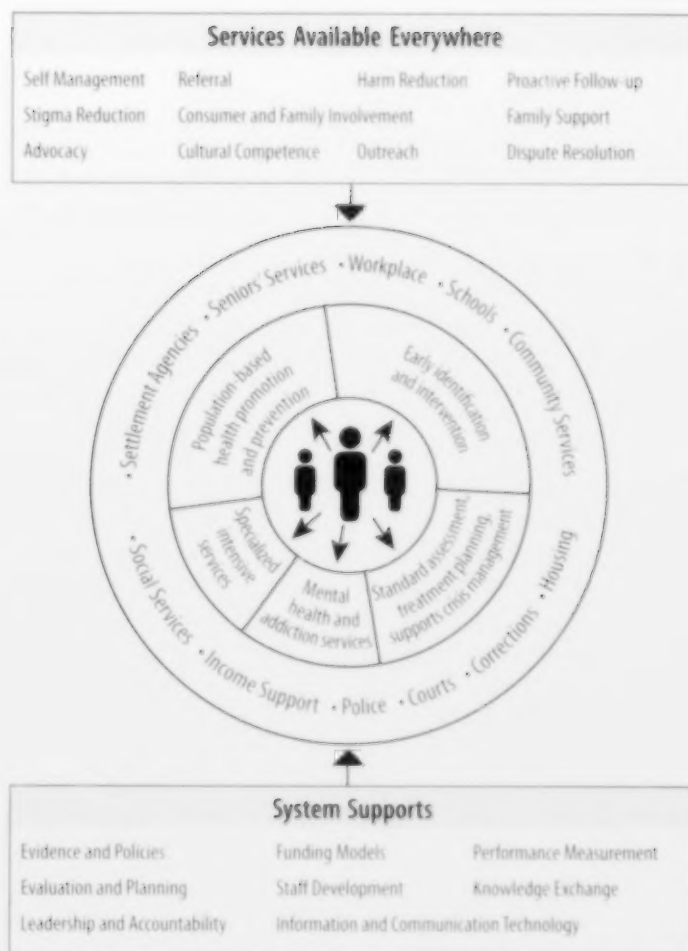 Services Available Everywhere
Self Management Referral Harm Reduction Proactive Follow-up
Stigma Reduction Consumer and Family Involvement Family Support
Advocacy Cultural Competence Outreach Dispute Resolution
• Settlement Agencies • Seniors' Services • Workplace • Schools • Community Services
• Social Services • Income Support • Police • Courts • Corrections • Housing
Population-based
health promotion
and prevention
Early identification
and intervention
Specialized
intensive
services
Mental
health and
addiction services
Standard assessment,
treatment planning,
supports crisis management
System Supports
Evidence and Policies Funding Models Performance Measurement
Evaluation and Planning Staff Development Knowledge Exchange
Leadership and Accountability Information and Communication Technology